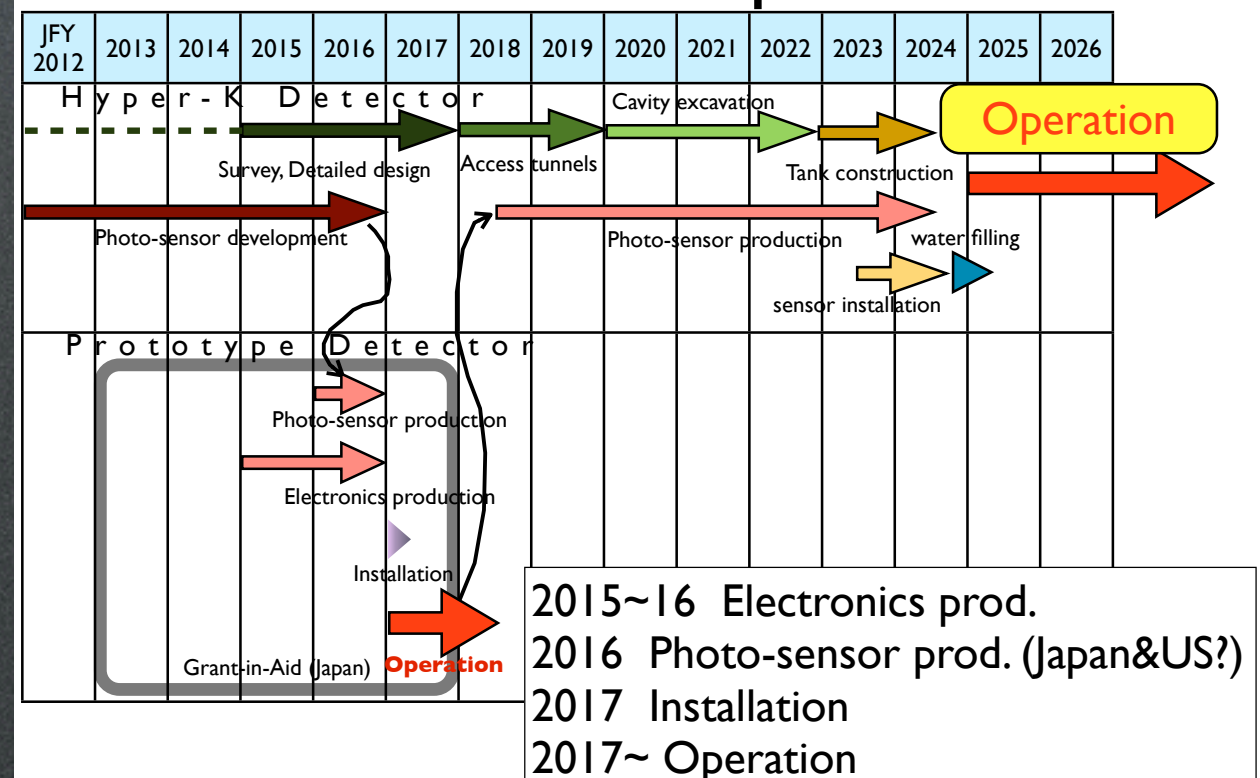 JFY 2012 2013 2014 2015 2016 2017 2018 2019 2020 2021 2022 2023 2024 2025 2026
Hyper-K Detector
Cavity excavation
Operation
Survey, Detailed design
Access tunnels
Tank construction
Photo-sensor development
Photo-sensor production
water filling
sensor installation
Prototype Detector
Photo-sensor production
Electronics production
Installation
Grant-in-Aid (Japan)
Operation
2015~16 Electronics prod.
2016 Photo-sensor prod. (Japan&US?)
2017 Installation
2017~ Operation